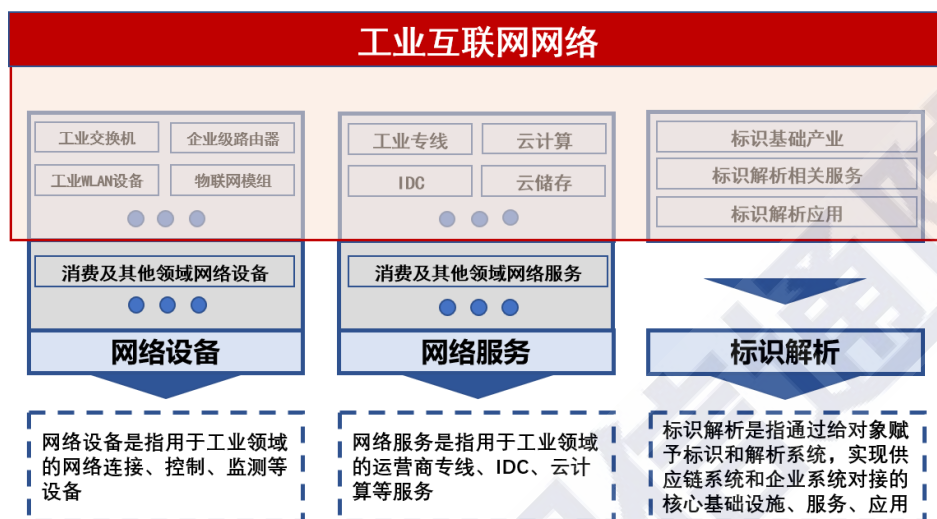 工业互联网网络
工业交换机
企业级路由器
工业WLAN设备
物联网模组
消费及其他领域网络设备
网络设备
网络设备是指用于工业领域
的网络连接、控制、监测等
设备
工业专线
云计算
IDC
云储存
消费及其他领域网络服务
网络服务
网络服务是指用于工业领域
的运营商专线、IDC、云计
算等服务
标识基础产业
标识解析相关服务
标识解析应用
标识解析
标识解析是指通过给对象赋
予标识和解析系统，实现供
应链系统和企业系统对接的
核心基础设施、服务、应用